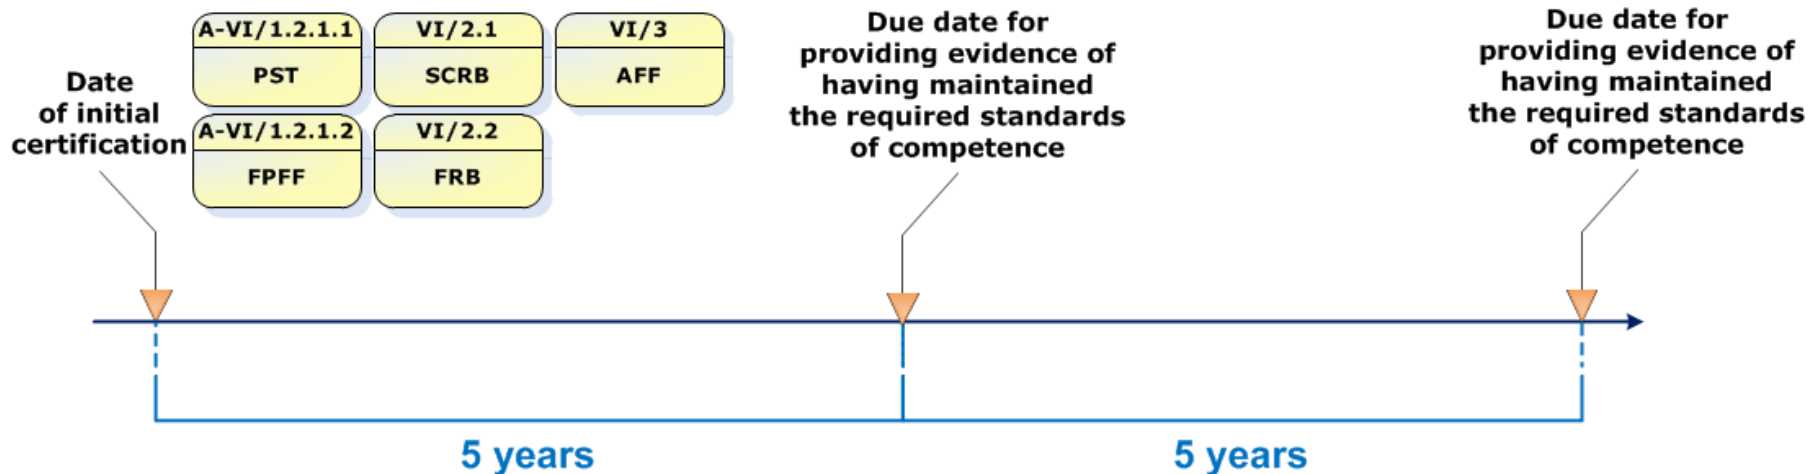 Date
of initial
certification
A-VI/1.2.1.1
PST
VI/2.1
SCRB
VI/3
AFF
A-VI/1.2.1.2
FPFF
VI/2.2
FRB
Due date for
providing evidence of
having maintained
the required standards
of competence
Due date for
providing evidence of
having maintained
the required standards
of competence
5 years
5 years